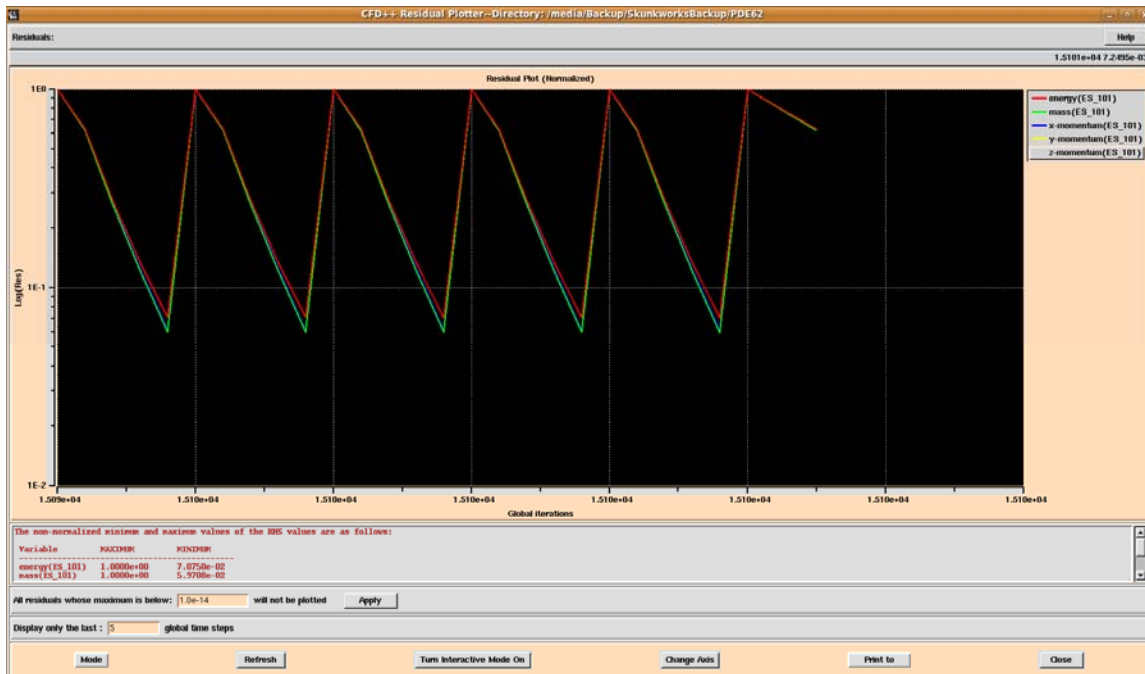 CFD++ Residual Plotter--Directory: /media/Backup/SkunkworksBackup/PDE62
Residuals:
Help
1.5101e+04 7.2495e-01
Residual Plot (Normalized)
1E0
1E-1
1E-2
Log(Res)
energy(ES_101)
mass(ES_101)
x-momentum(ES_101)
y-momentum(ES_101)
z-momentum(ES_101)
1.509e+04 1.510e+04 1.510e+04 1.510e+04 1.510e+04 1.510e+04 1.510e+04 1.510e+04
Global iterations
The non-normalized minimum and maximum values of the RHS values are as follows:
Variable MAXIMUM MINIMUM
energy(ES_101) 1.0000e+00 7.0750e-02
mass(ES_101) 1.0000e+00 5.9700e-02
All residuals whose maximum is below: 1.0e-14 will not be plotted Apply
Display only the last : 5 global time steps
Mode Refresh Turn Interactive Mode On Change Axis Print to Close